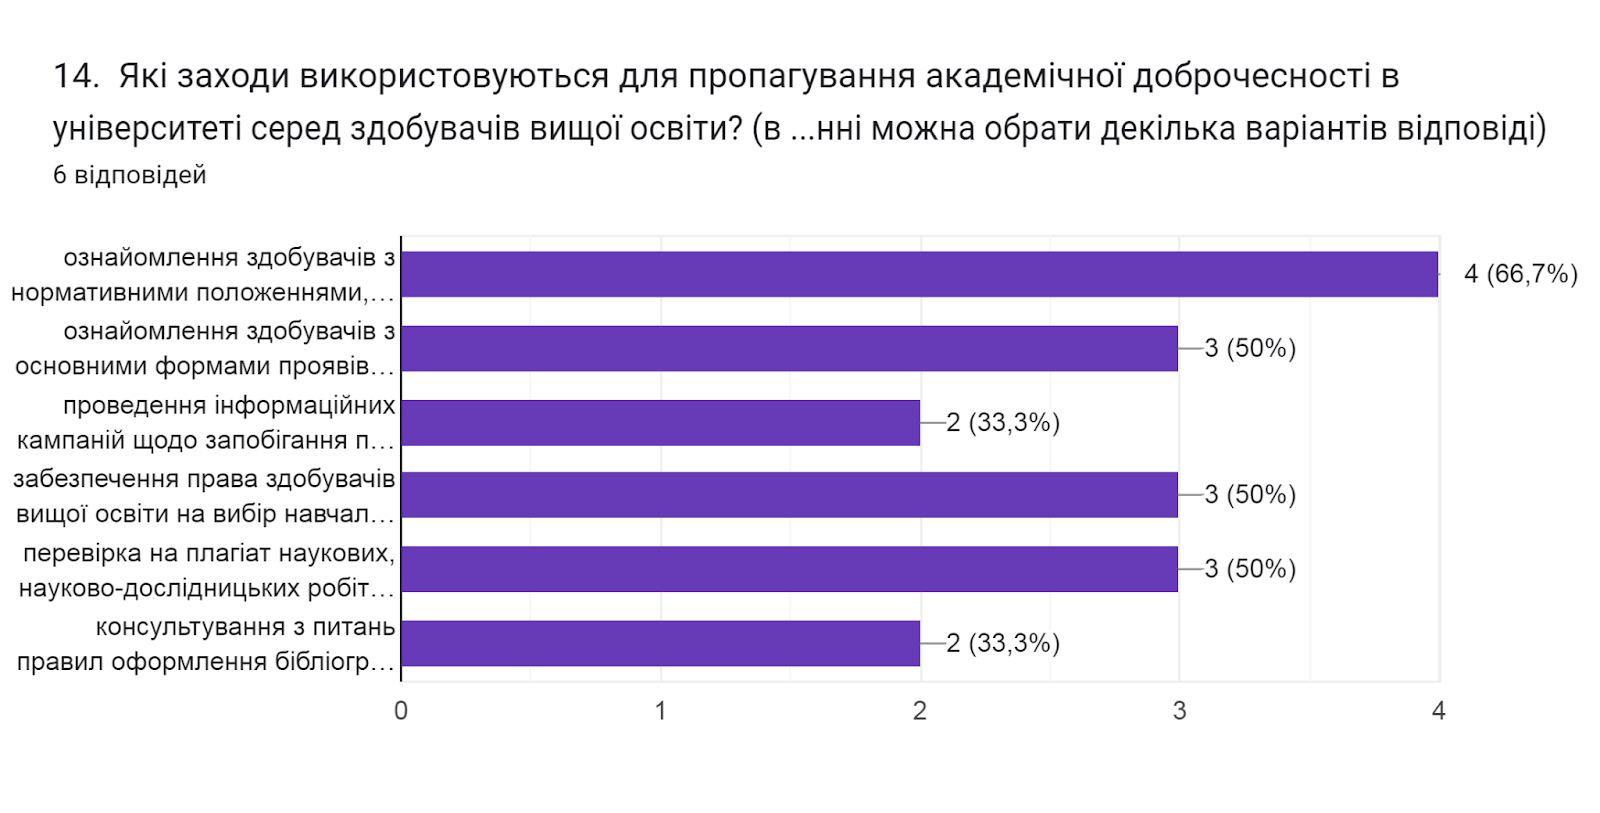 14.  Які заходи використовуються для пропагування академічної доброчесності в
університеті серед здобувачів вищої освіти? (в ...нні можна обрати декілька варіантів відповіді)
6 відповідей
ознайомлення здобувачів з
нормативними положеннями,…
4 (66,7%)
ознайомлення здобувачів з
основними формами проявів…
3 (50%)
проведення інформаційних
кампаній щодо запобігання п…
2 (33,3%)
забезпечення права здобувачів
вищої освіти на вибір навчал…
3 (50%)
перевірка на плагіат наукових,
науково-дослідницьких робіт…
3 (50%)
консультування з питань
правил оформлення бібліогр…
2 (33,3%)
0 1 2 3 4